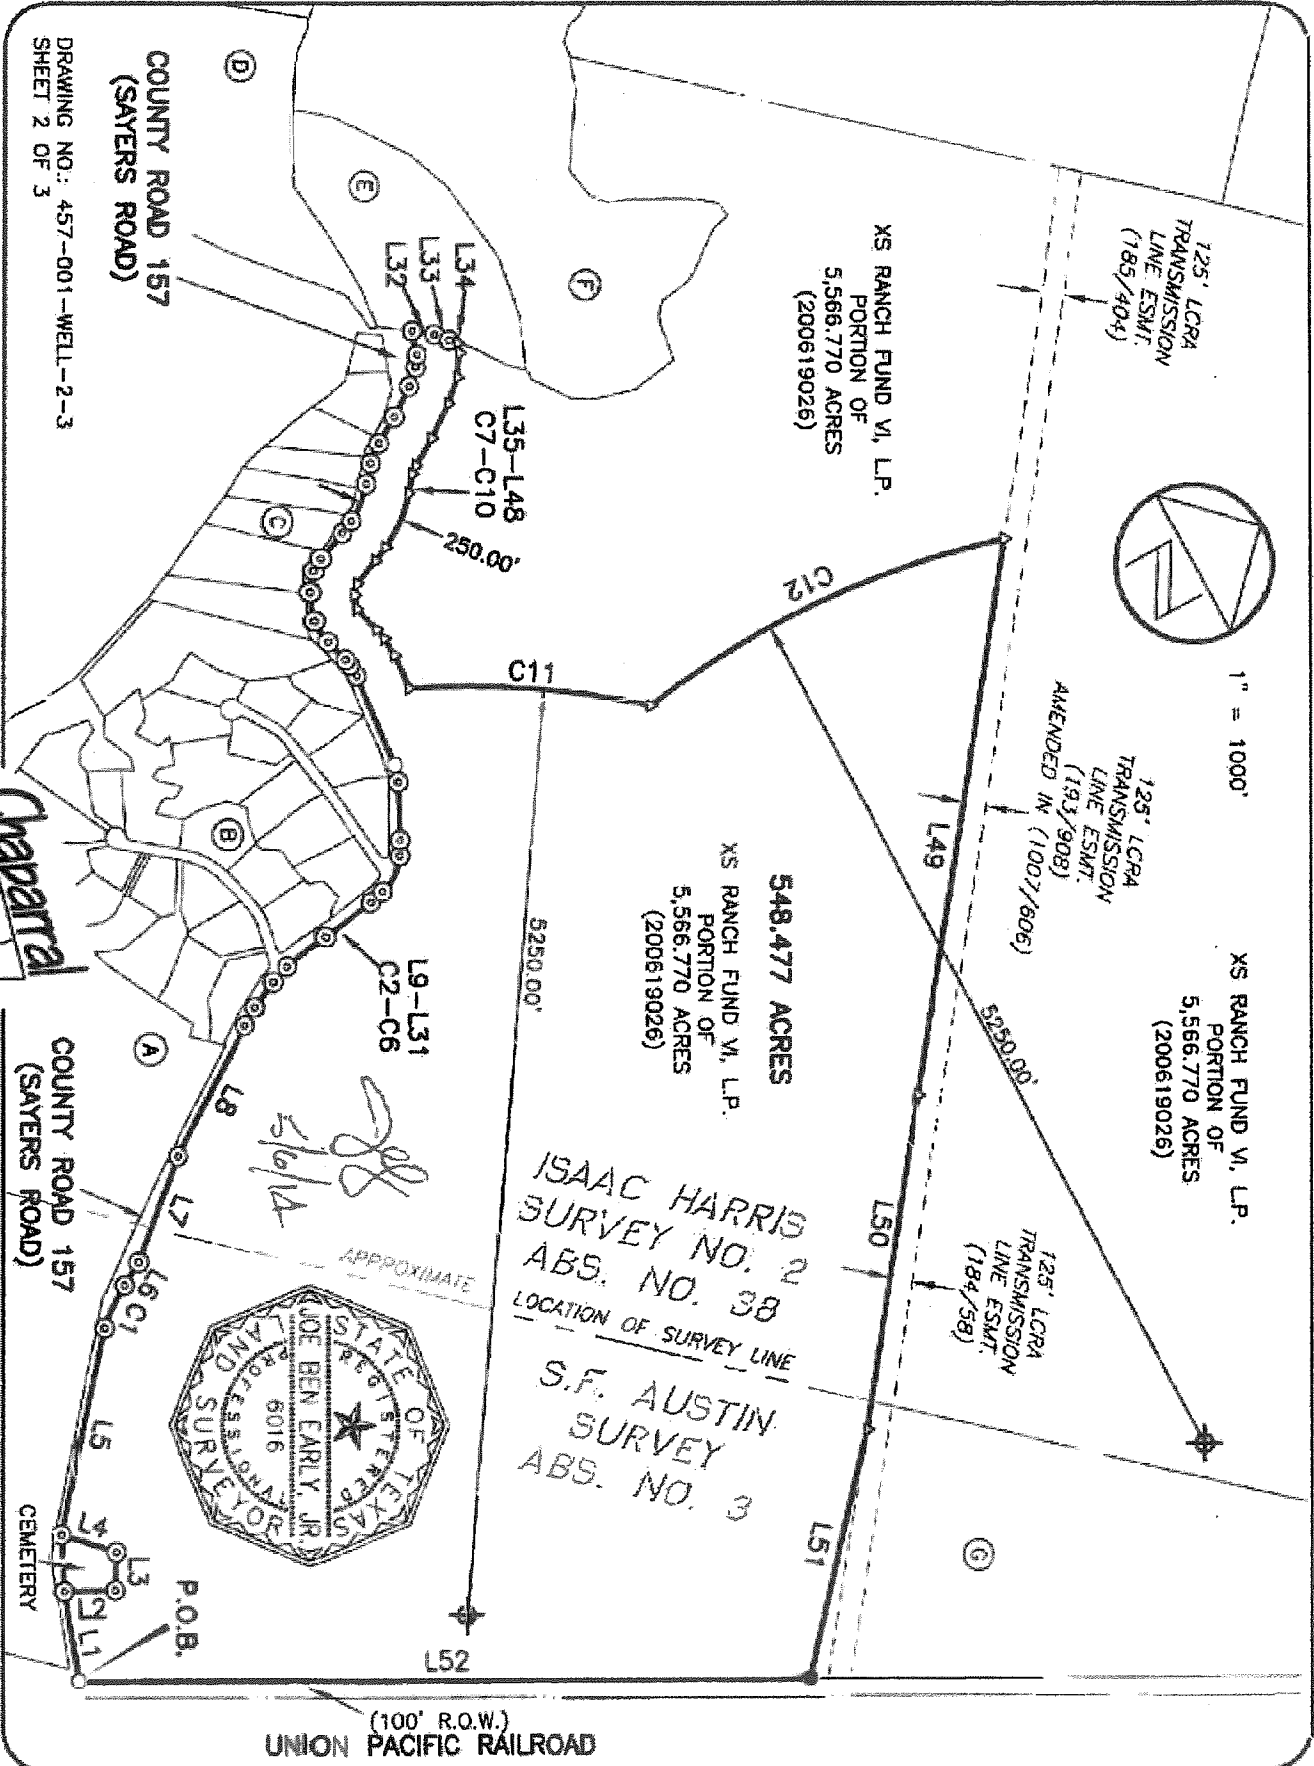 125' LCRA
TRANSMISSION
LINE ESMT.
(185/404)
1" = 1000'
125' LCRA
TRANSMISSION
LINE ESMT.
(193/908)
AMENDED IN (1007/606)
XS RANCH FUND VI, L.P.
PORTION OF
5,566.770 ACRES
(200619026)
125' LCRA
TRANSMISSION
LINE ESMT.
(184/58)
XS RANCH FUND VI, L.P.
PORTION OF
5,566.770 ACRES
(200619026)
C12
L49
5250.00'
L50
L51
G
F
E
D
L34
L33
L32
L35-L48
C7-C10
250.00'
C11
5250.00'
548.477 ACRES
XS RANCH FUND VI, L.P.
PORTION OF
5,566.770 ACRES
(200619026)
ISAAC HARRIS
SURVEY NO. 2
ABS. NO. 38
APPPOXIMATE
LOCATION OF SURVEY LINE
S.F. AUSTIN
SURVEY
ABS. NO. 3
L52
(100' R.O.W.)
UNION PACIFIC RAILROAD
COUNTY ROAD 157
(SAYERS ROAD)
C
B
A
L9-L31
C2-C6
L8
L7
L6
C1
L5
L4
L3
L2
L1
P.O.B.
CEMETERY
5/6/14
STATE OF TEXAS
REGISTERED
JOE BEN EARLY, JR.
6016
PROFESSIONAL
LAND SURVEYOR
COUNTY ROAD 157
(SAYERS ROAD)
Chaparral
DRAWING NO.: 457-001-WELL-2-3
SHEET 2 OF 3